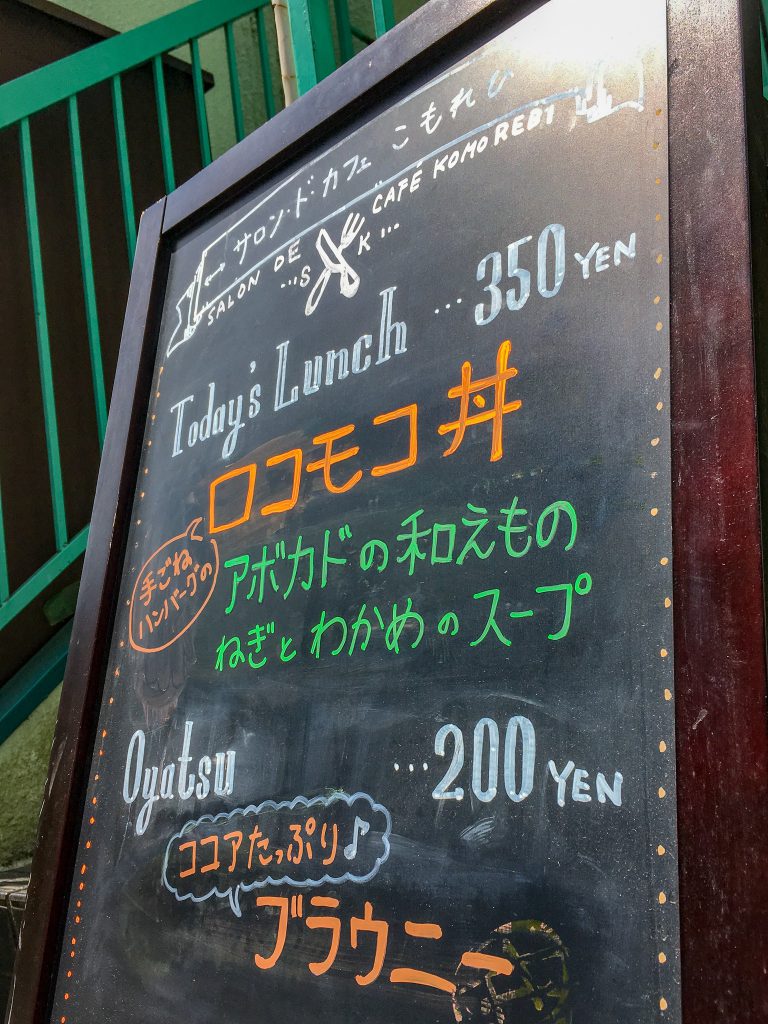 サロン・ド カフェ こもれび
SALON DE CAFÉ KOMOREBI
...S K...
Today's Lunch ... 350 YEN
ロコモコ丼
手ごね
ハンバーグの
アボカドの和えもの
ねぎとわかめのスープ
Oyatsu ...200 YEN
ココアたっぷり♪
ブラウニー